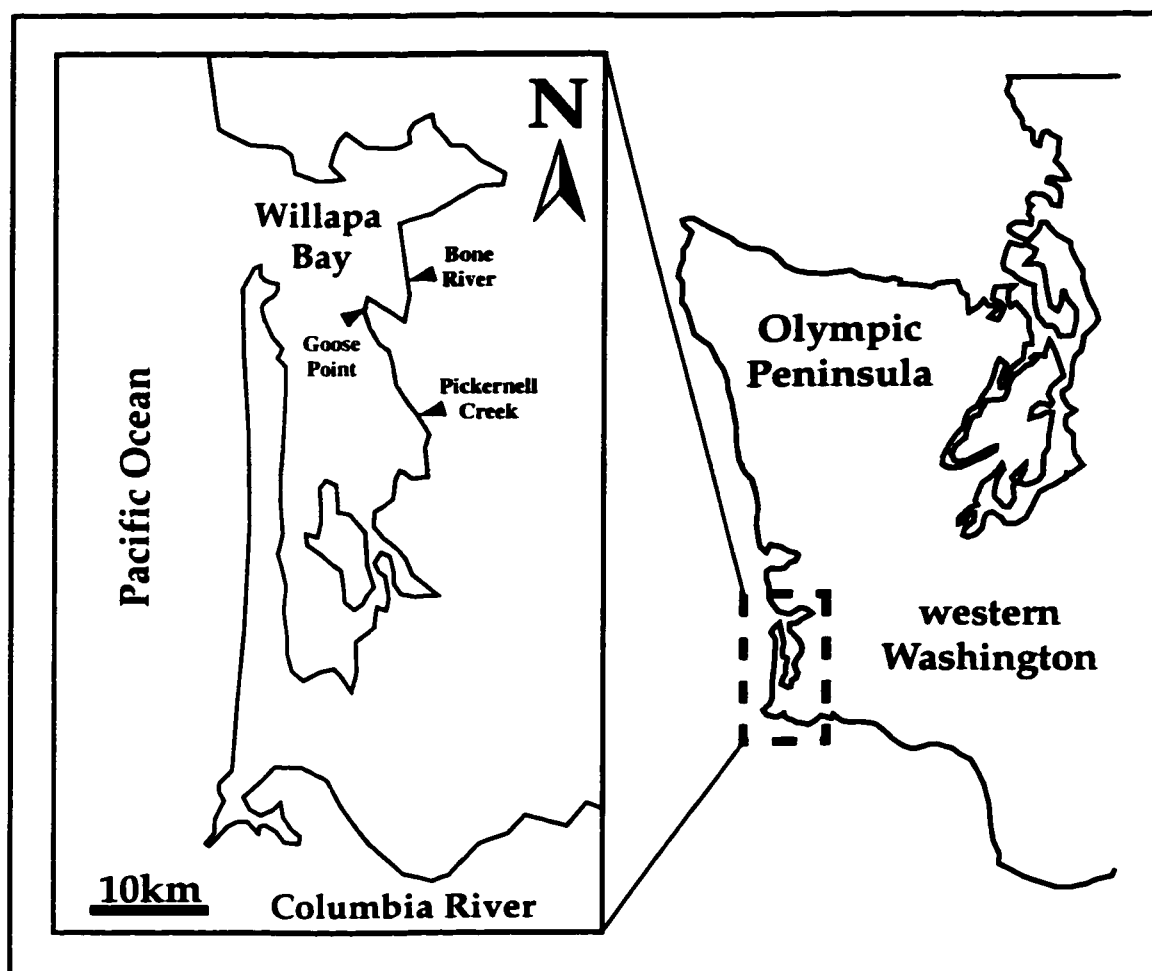 N
Willapa
Bay
Bone
River
Goose
Point
Pickernell
Creek
Pacific Ocean
10km
Columbia River
Olympic
Peninsula
western
Washington